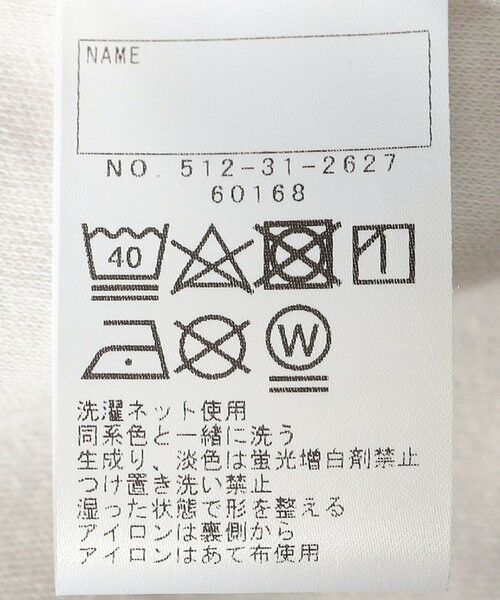 NAME
NO. 512-31-2627
60168
40
W
洗濯ネット使用
同系色と一緒に洗う
生成り、淡色は蛍光増白剤禁止
つけ置き洗い禁止
湿った状態で形を整える
アイロンは裏側から
アイロンはあて布使用